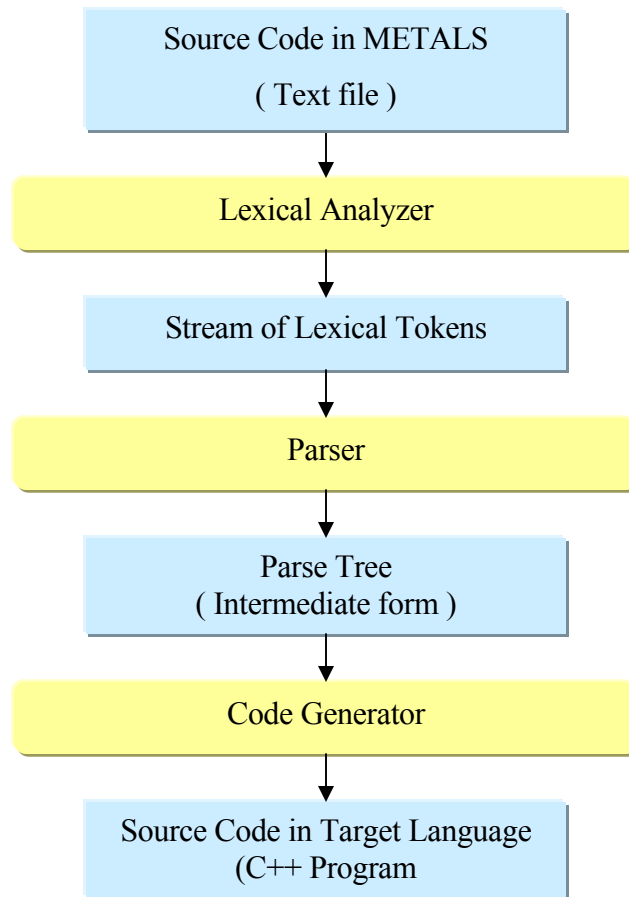 Source Code in METALS
( Text file )
Lexical Analyzer
Stream of Lexical Tokens
Parser
Parse Tree
( Intermediate form )
Code Generator
Source Code in Target Language
(C++ Program